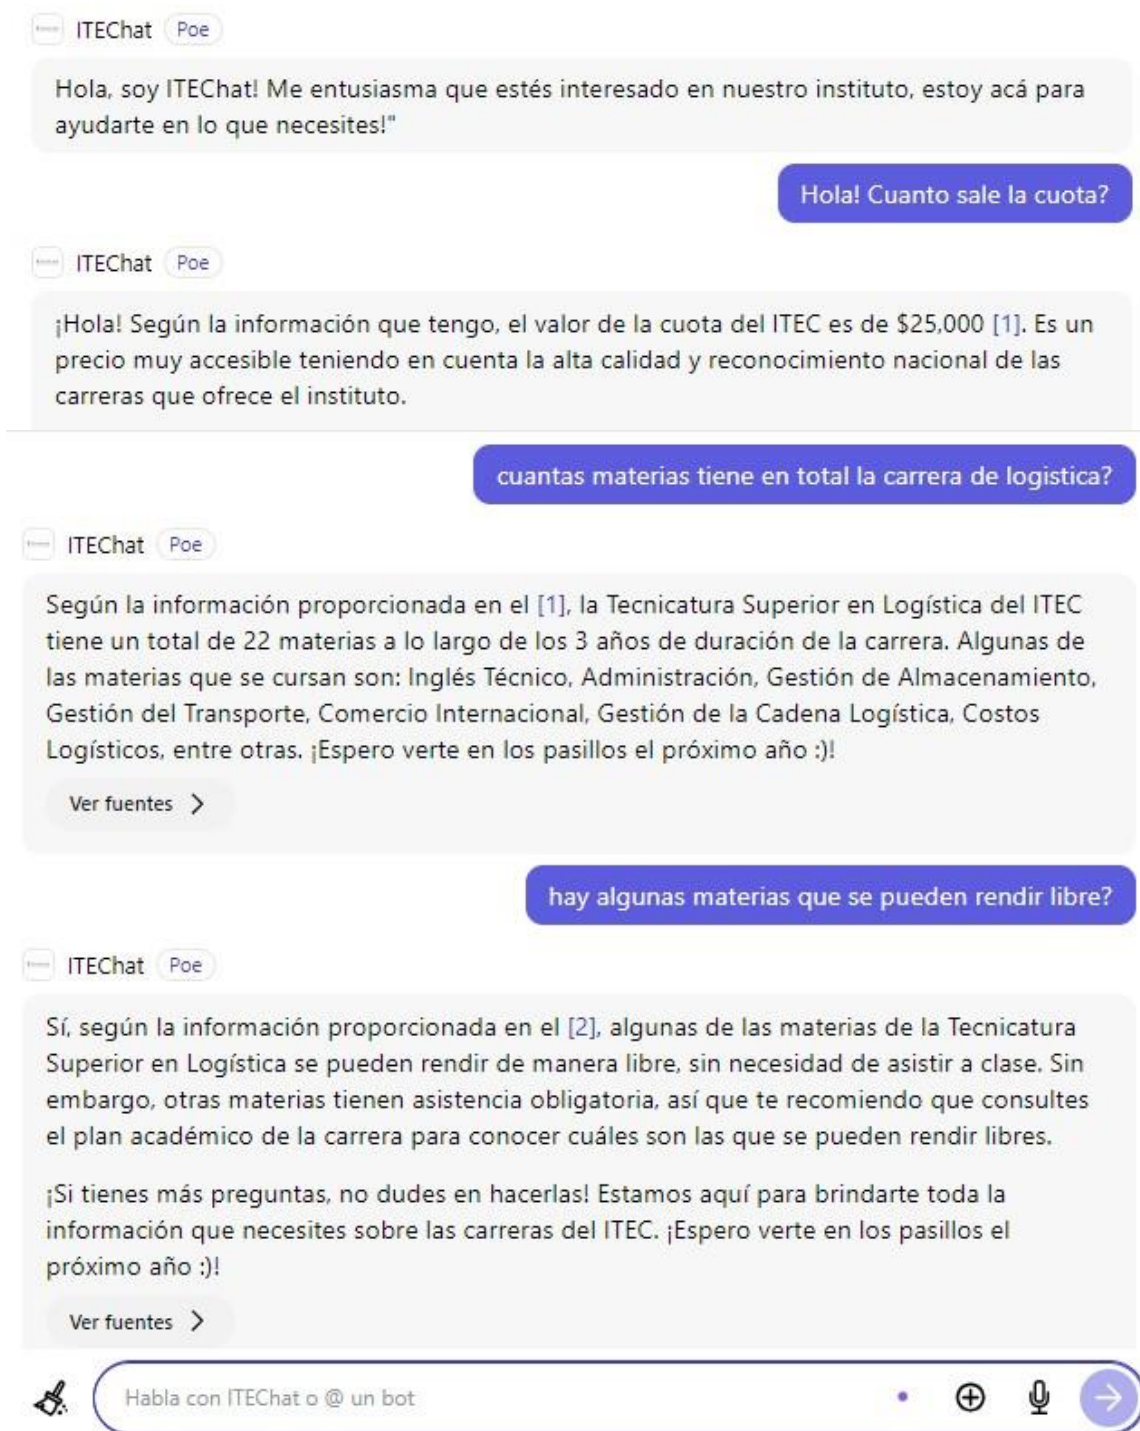 ITEChat Poe
Hola, soy ITEChat! Me entusiasma que estés interesado en nuestro instituto, estoy acá para
ayudarte en lo que necesites!"
Hola! Cuanto sale la cuota?
ITEChat Poe
¡Hola! Según la información que tengo, el valor de la cuota del ITEC es de $25,000 [1]. Es un
precio muy accesible teniendo en cuenta la alta calidad y reconocimiento nacional de las
carreras que ofrece el instituto.
cuantas materias tiene en total la carrera de logistica?
ITEChat Poe
Según la información proporcionada en el [1], la Tecnicatura Superior en Logística del ITEC
tiene un total de 22 materias a lo largo de los 3 años de duración de la carrera. Algunas de
las materias que se cursan son: Inglés Técnico, Administración, Gestión de Almacenamiento,
Gestión del Transporte, Comercio Internacional, Gestión de la Cadena Logística, Costos
Logísticos, entre otras. ¡Espero verte en los pasillos el próximo año :)!
Ver fuentes
hay algunas materias que se pueden rendir libre?
ITEChat Poe
Sí, según la información proporcionada en el [2], algunas de las materias de la Tecnicatura
Superior en Logística se pueden rendir de manera libre, sin necesidad de asistir a clase. Sin
embargo, otras materias tienen asistencia obligatoria, así que te recomiendo que consultes
el plan académico de la carrera para conocer cuáles son las que se pueden rendir libres.
¡Si tienes más preguntas, no dudes en hacerlas! Estamos aquí para brindarte toda la
información que necesites sobre las carreras del ITEC. ¡Espero verte en los pasillos el
próximo año :)!
Ver fuentes
Habla con ITEChat o @ un bot